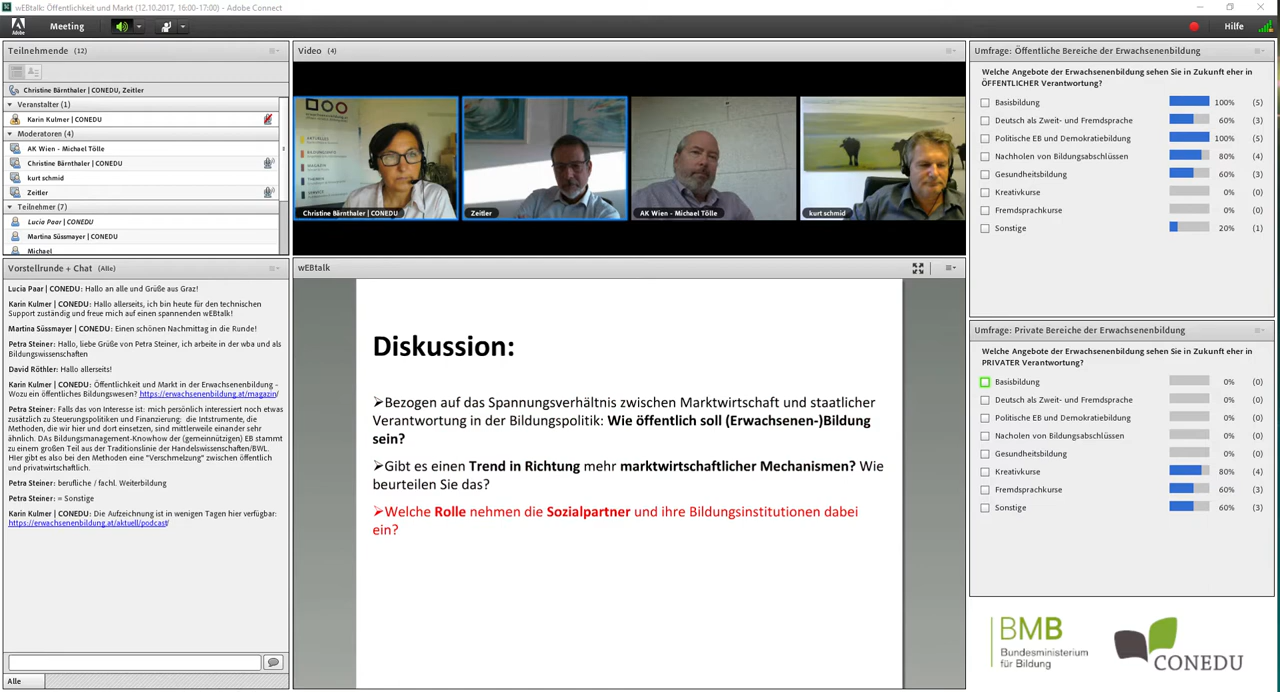 wEBtalk: Öffentlichkeit und Markt (12.10.2017, 16:00-17:00) - Adobe Connect
Meeting
Hilfe
Teilnehmende (12)
Christine Bärnthaler | CONEDU, Zeitler
Veranstalter (1)
Karin Kulmer | CONEDU
Moderatoren (4)
AK Wien - Michael Tölle
Christine Bärnthaler | CONEDU
kurt schmid
Zeitler
Teilnehmer (7)
Lucia Paar | CONEDU
Martina Süssmayer | CONEDU
Michael
Vorstellrunde + Chat (Alle)
Lucia Paar | CONEDU: Hallo an alle und Grüße aus Graz!
Karin Kulmer | CONEDU: Hallo allerseits, ich bin heute für den technischen
Support zuständig und freue mich auf einen spannenden wEBtalk!
Martina Süssmayer | CONEDU: Einen schönen Nachmittag in die Runde!
Petra Steiner: Hallo, liebe Grüße von Petra Steiner, ich arbeite in der wba und als
Bildungswissenschaften
David Röthler: Hallo allerseits!
Karin Kulmer | CONEDU: Öffentlichkeit und Markt in der Erwachsenenbildung -
Wozu ein öffentliches Bildungswesen? https://erwachsenenbildung.at/magazin/
Petra Steiner: Falls das von Interesse ist: mich persönlich interessiert noch etwas
zusätzlich zu Steuerungspolitiken und Finanzierung: die Intstrumente, die
Methoden, die wir hier und dort einsetzen, sind mittlerweile einander sehr
ähnlich. DAs Bildungsmanagement-Knowhow der (gemeinnützigen) EB stammt
zu einem großen Teil aus der Traditionslinie der Handelswissenschaften/BWL.
Hier gibt es also bei den Methoden eine "Verschmelzung" zwischen öffentlich
und privatwirtschaftlich.
Petra Steiner: berufliche / fachl. Weiterbildung
Petra Steiner: = Sonstige
Karin Kulmer | CONEDU: Die Aufzeichnung ist in wenigen Tagen hier verfügbar:
https://erwachsenenbildung.at/aktuell/podcast/
Alle
Video (4)
Christine Bärnthaler | CONEDU
Zeitler
AK Wien - Michael Tölle
kurt schmid
wEBtalk
Diskussion:
➢Bezogen auf das Spannungsverhältnis zwischen Marktwirtschaft und staatlicher
Verantwortung in der Bildungspolitik: Wie öffentlich soll (Erwachsenen-)Bildung
sein?
➢Gibt es einen Trend in Richtung mehr marktwirtschaftlicher Mechanismen? Wie
beurteilen Sie das?
➢Welche Rolle nehmen die Sozialpartner und ihre Bildungsinstitutionen dabei
ein?
Umfrage: Öffentliche Bereiche der Erwachsenenbildung
Welche Angebote der Erwachsenenbildung sehen Sie in Zukunft eher in
ÖFFENTLICHER Verantwortung?
Basisbildung 100% (5)
Deutsch als Zweit- und Fremdsprache 60% (3)
Politische EB und Demokratiebildung 100% (5)
Nachholen von Bildungsabschlüssen 80% (4)
Gesundheitsbildung 60% (3)
Kreativkurse 0% (0)
Fremdsprachkurse 0% (0)
Sonstige 20% (1)
Umfrage: Private Bereiche der Erwachsenenbildung
Welche Angebote der Erwachsenenbildung sehen Sie in Zukunft eher in
PRIVATER Verantwortung?
Basisbildung 0% (0)
Deutsch als Zweit- und Fremdsprache 0% (0)
Politische EB und Demokratiebildung 0% (0)
Nacholen von Bildungsabschlüssen 0% (0)
Gesundheitsbildung 0% (0)
Kreativkurse 80% (4)
Fremdsprachkurse 60% (3)
Sonstige 60% (3)
BMB
Bundesministerium
für Bildung
CONEDU